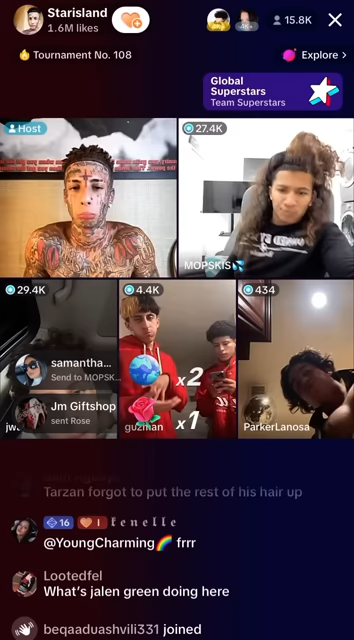 Starisland
1.6M likes
4K+
15.8K
Tournament No. 108
Explore >
Global
Superstars
Team Superstars
Host
27.4K
MOPSKIS💦
29.4K
4.4K
434
samantha...
Send to MOPSK...
Jm Giftshop
sent Rose
x2
x1
guzman
ParkerLanosa
Tarzan forgot to put the rest of his hair up
16 I 𝖋𝖊𝖓𝖊𝖑𝖑𝖊
@YoungCharming🌈 frrr
Lootedfel
What's jalen green doing here
beqaaduashvili331 joined